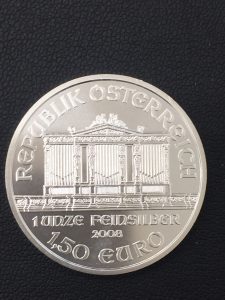 REPUBLIK ÖSTERREICH
1 UNZE FEINSILBER
2008
1,50 EURO